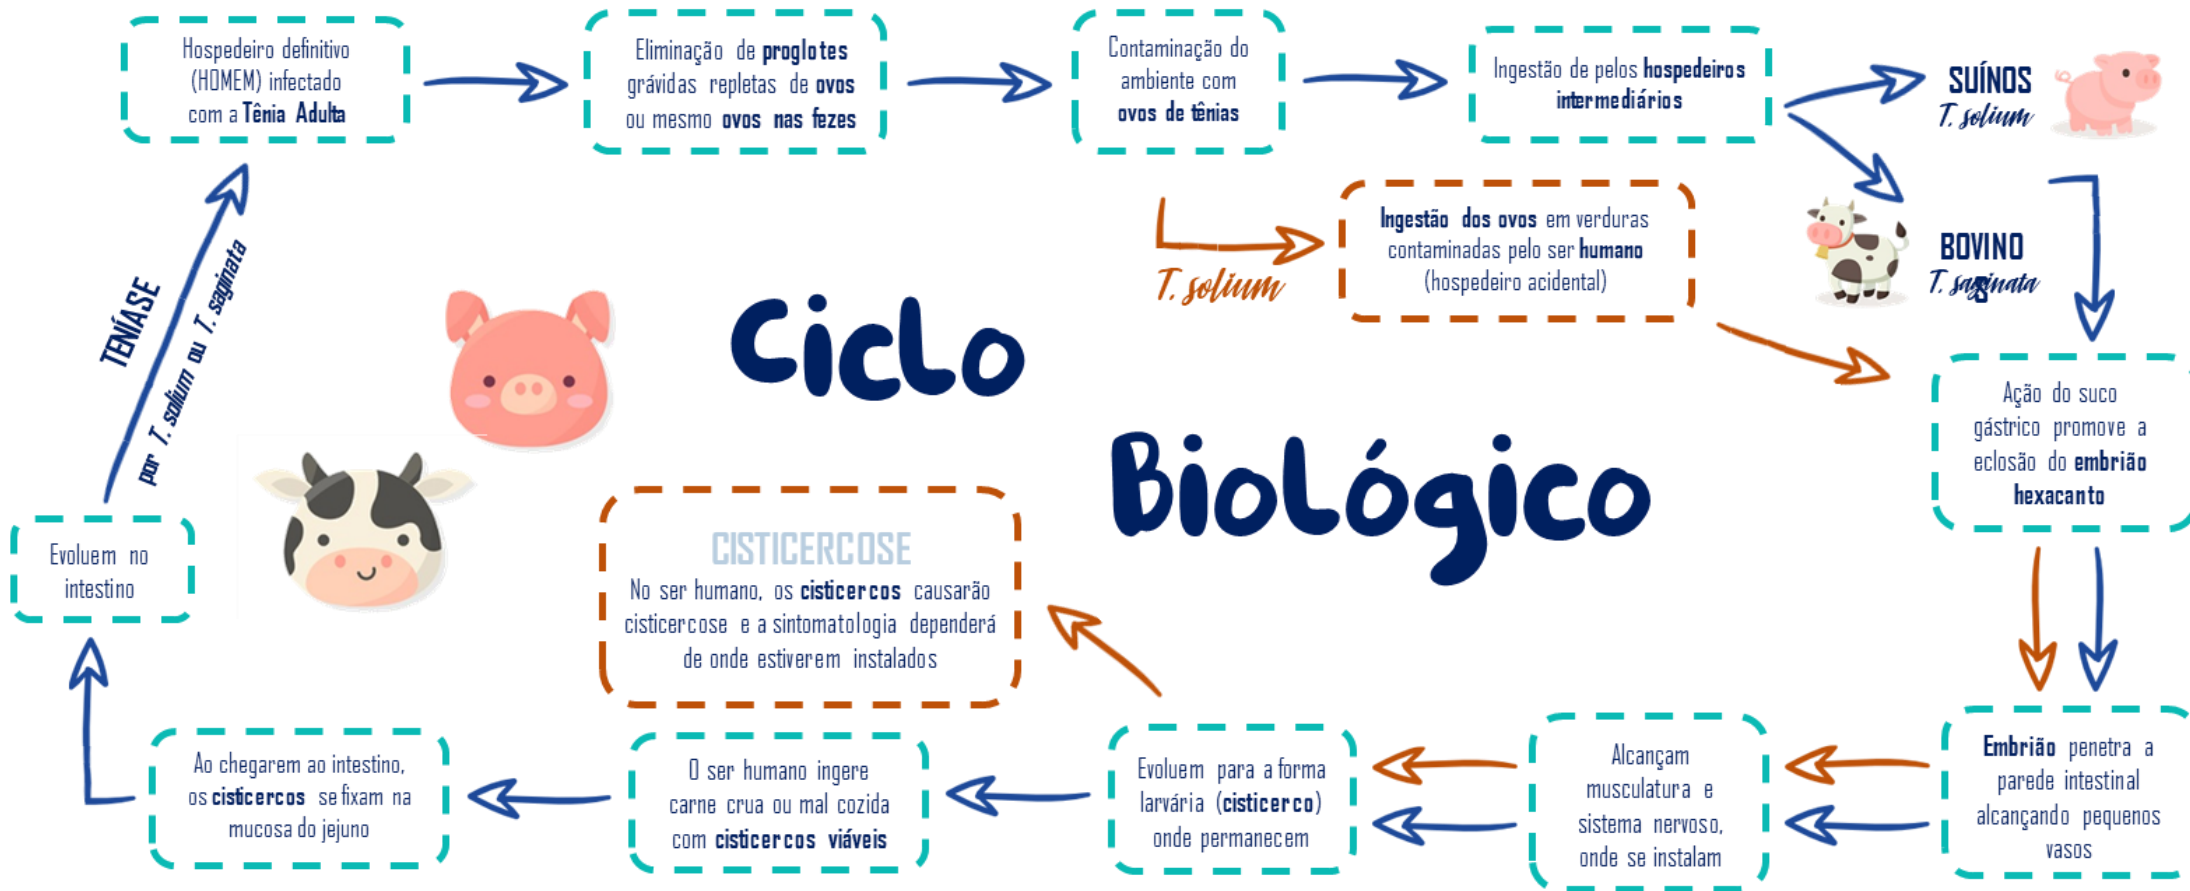 Hospedeiro definitivo
(HOMEM) infectado
com a Tênia Adulta
Eliminação de proglotes
grávidas repletas de ovos
ou mesmo ovos nas fezes
Contaminação do
ambiente com
ovos de tênias
Ingestão de pelos hospedeiros
intermediários
SUÍNOS
T. solium
BOVINO
S
T. saginata
T. solium
Ingestão dos ovos em verduras
contaminadas pelo ser humano
(hospedeiro acidental)
Ação do suco
gástrico promove a
eclosão do embrião
hexacanto
Embrião penetra a
parede intestinal
alcançando pequenos
vasos
Alcançam
musculatura e
sistema nervoso,
onde se instalam
Evoluem para a forma
larvária (cisticerco)
onde permanecem
CISTICERCOSE
No ser humano, os cisticercos causarão
cisticercose e a sintomatologia dependerá
de onde estiverem instalados
O ser humano ingere
carne crua ou mal cozida
com cisticercos viáveis
Ao chegarem ao intestino,
os cisticercos se fixam na
mucosa do jejuno
Evoluem no
intestino
TENÍASE
por T. solium ou T. saginata
Ciclo
Biológico